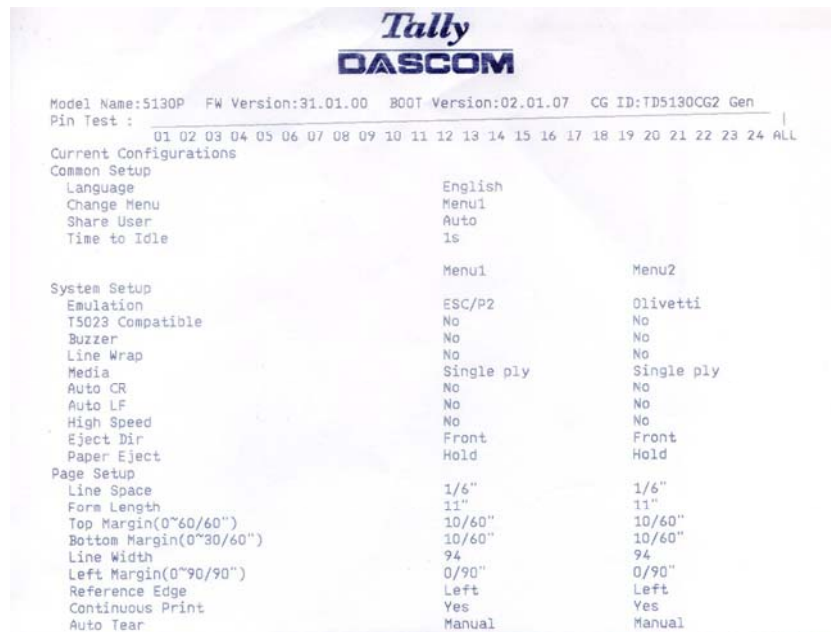 Tally
DASCOM
Model Name:5130P FW Version:31.01.00 BOOT Version:02.01.07 CG ID:TD5130CG2 Gen
Pin Test :
01 02 03 04 05 06 07 08 09 10 11 12 13 14 15 16 17 18 19 20 21 22 23 24 ALL
Current Configurations
Common Setup
Language English
Change Menu Menu1
Share User Auto
Time to Idle 1s
Menu1 Menu2
System Setup
Emulation ESC/P2 Olivetti
T5023 Compatible No No
Buzzer No No
Line Wrap No No
Media Single ply Single ply
Auto CR No No
Auto LF No No
High Speed No No
Eject Dir Front Front
Paper Eject Hold Hold
Page Setup
Line Space 1/6" 1/6"
Form Length 11" 11"
Top Margin(0~60/60") 10/60" 10/60"
Bottom Margin(0~30/60") 10/60" 10/60"
Line Width 94 94
Left Margin(0~90/90") 0/90" 0/90"
Reference Edge Left Left
Continuous Print Yes Yes
Auto Tear Manual Manual